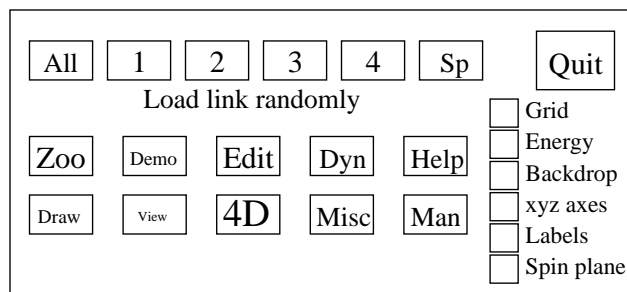 All 1 2 3 4 Sp Quit
Load link randomly
Grid
Energy
Backdrop
xyz axes
Labels
Spin plane
Zoo Demo Edit Dyn Help
Draw View 4D Misc Man